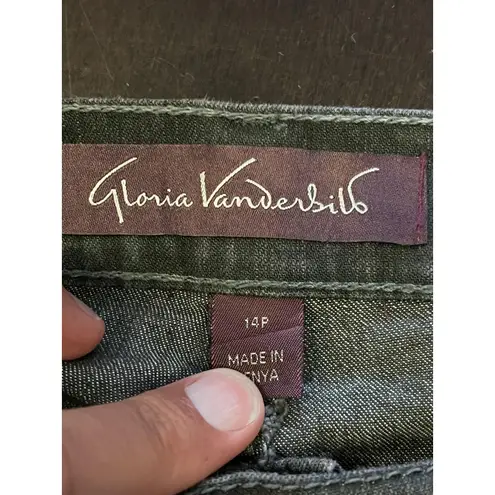 Gloria Vanderbilt
14P
MADE IN
ENYA